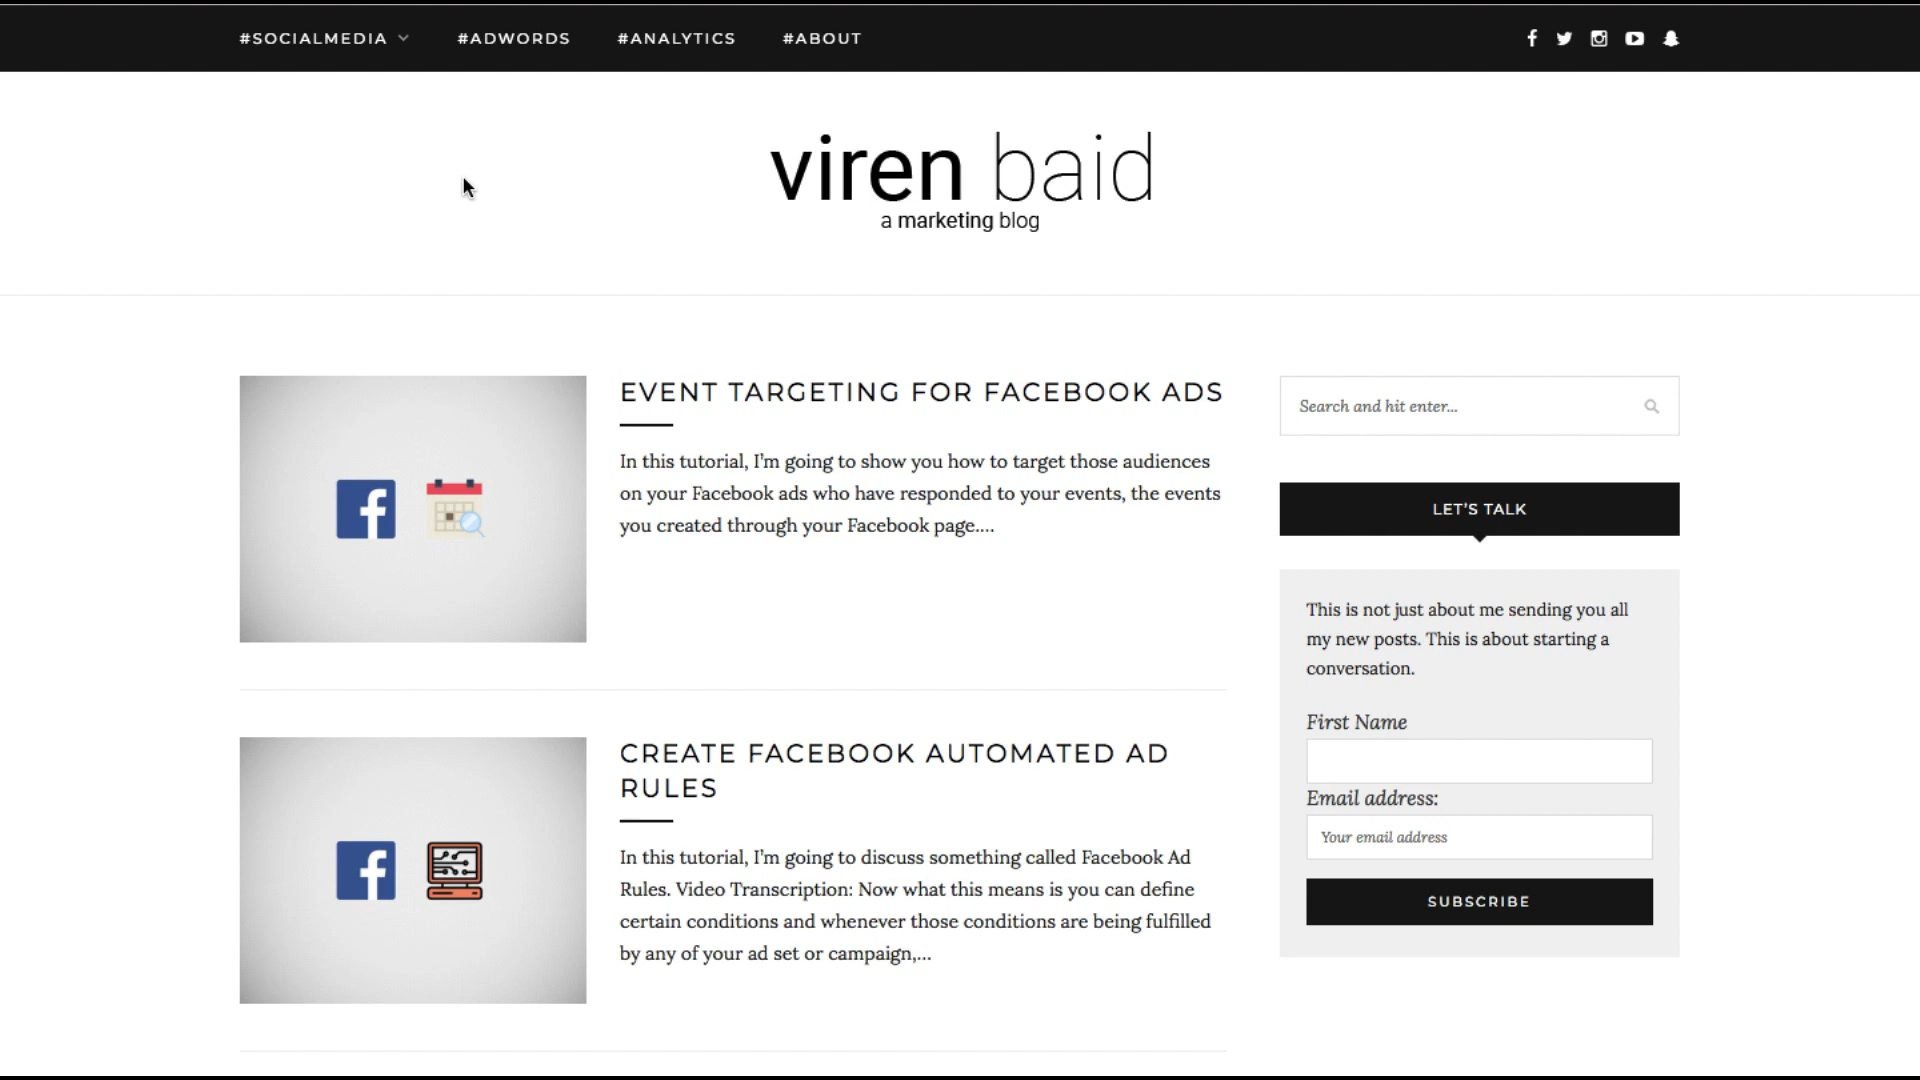 #SOCIALMEDIA #ADWORDS #ANALYTICS #ABOUT
viren baid
a marketing blog
EVENT TARGETING FOR FACEBOOK ADS
In this tutorial, I'm going to show you how to target those audiences
on your Facebook ads who have responded to your events, the events
you created through your Facebook page....
CREATE FACEBOOK AUTOMATED AD
RULES
In this tutorial, I'm going to discuss something called Facebook Ad
Rules. Video Transcription: Now what this means is you can define
certain conditions and whenever those conditions are being fulfilled
by any of your ad set or campaign,...
Search and hit enter...
LET'S TALK
This is not just about me sending you all
my new posts. This is about starting a
conversation.
First Name
Email address:
Your email address
SUBSCRIBE